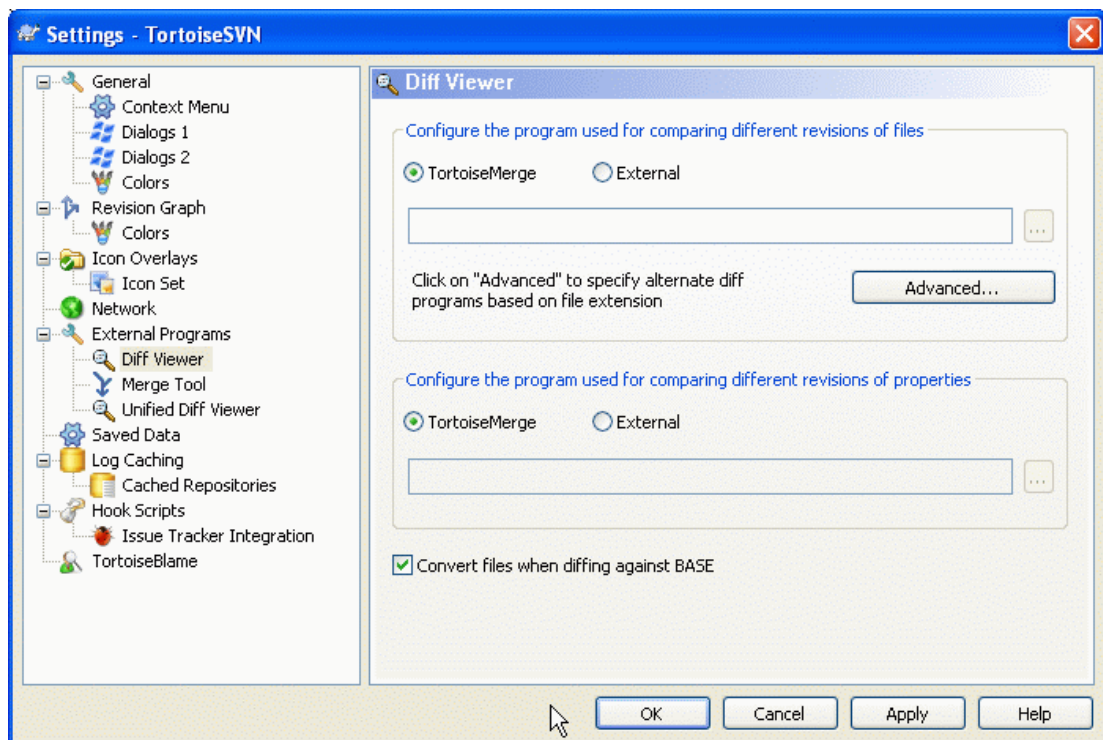 Settings - TortoiseSVN
General
Context Menu
Dialogs 1
Dialogs 2
Colors
Revision Graph
Colors
Icon Overlays
Icon Set
Network
External Programs
Diff Viewer
Merge Tool
Unified Diff Viewer
Saved Data
Log Caching
Cached Repositories
Hook Scripts
Issue Tracker Integration
TortoiseBlame
Diff Viewer
Configure the program used for comparing different revisions of files
TortoiseMerge External
...
Click on "Advanced" to specify alternate diff
programs based on file extension
Advanced...
Configure the program used for comparing different revisions of properties
TortoiseMerge External
...
Convert files when diffing against BASE
OK Cancel Apply Help